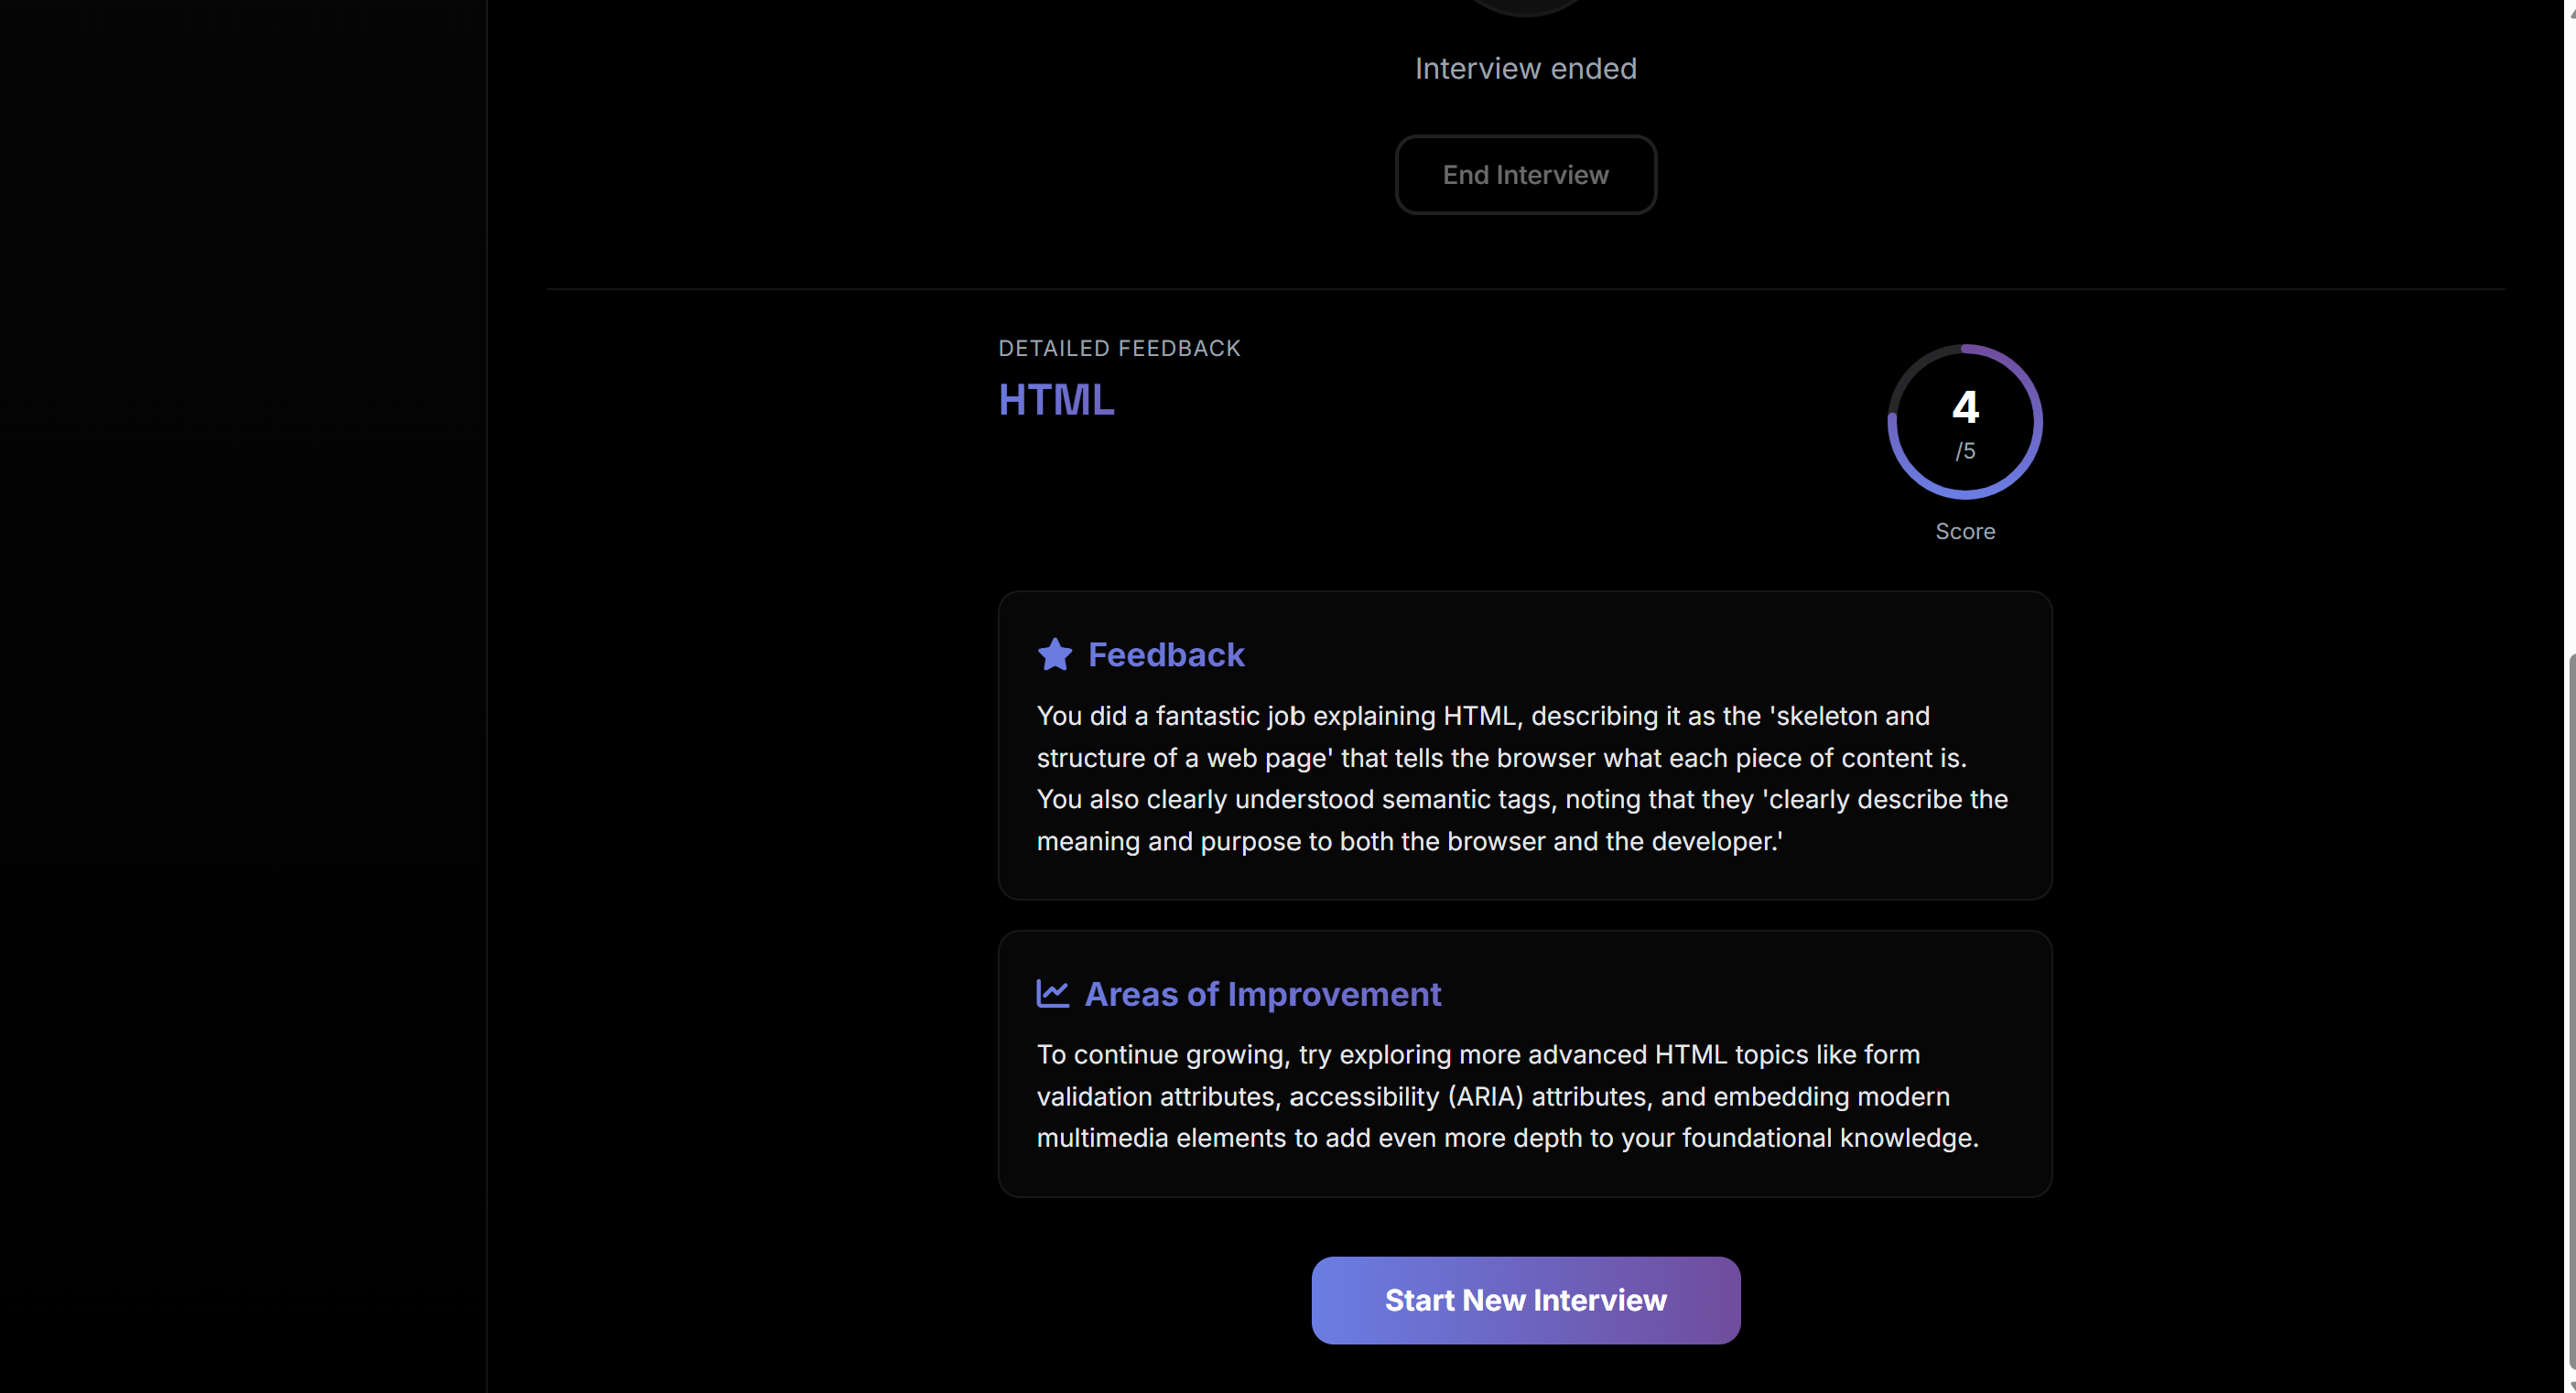 Interview ended
End Interview
DETAILED FEEDBACK
HTML
4
/5
Score
Feedback
You did a fantastic job explaining HTML, describing it as the 'skeleton and
structure of a web page' that tells the browser what each piece of content is.
You also clearly understood semantic tags, noting that they 'clearly describe the
meaning and purpose to both the browser and the developer.'
Areas of Improvement
To continue growing, try exploring more advanced HTML topics like form
validation attributes, accessibility (ARIA) attributes, and embedding modern
multimedia elements to add even more depth to your foundational knowledge.
Start New Interview